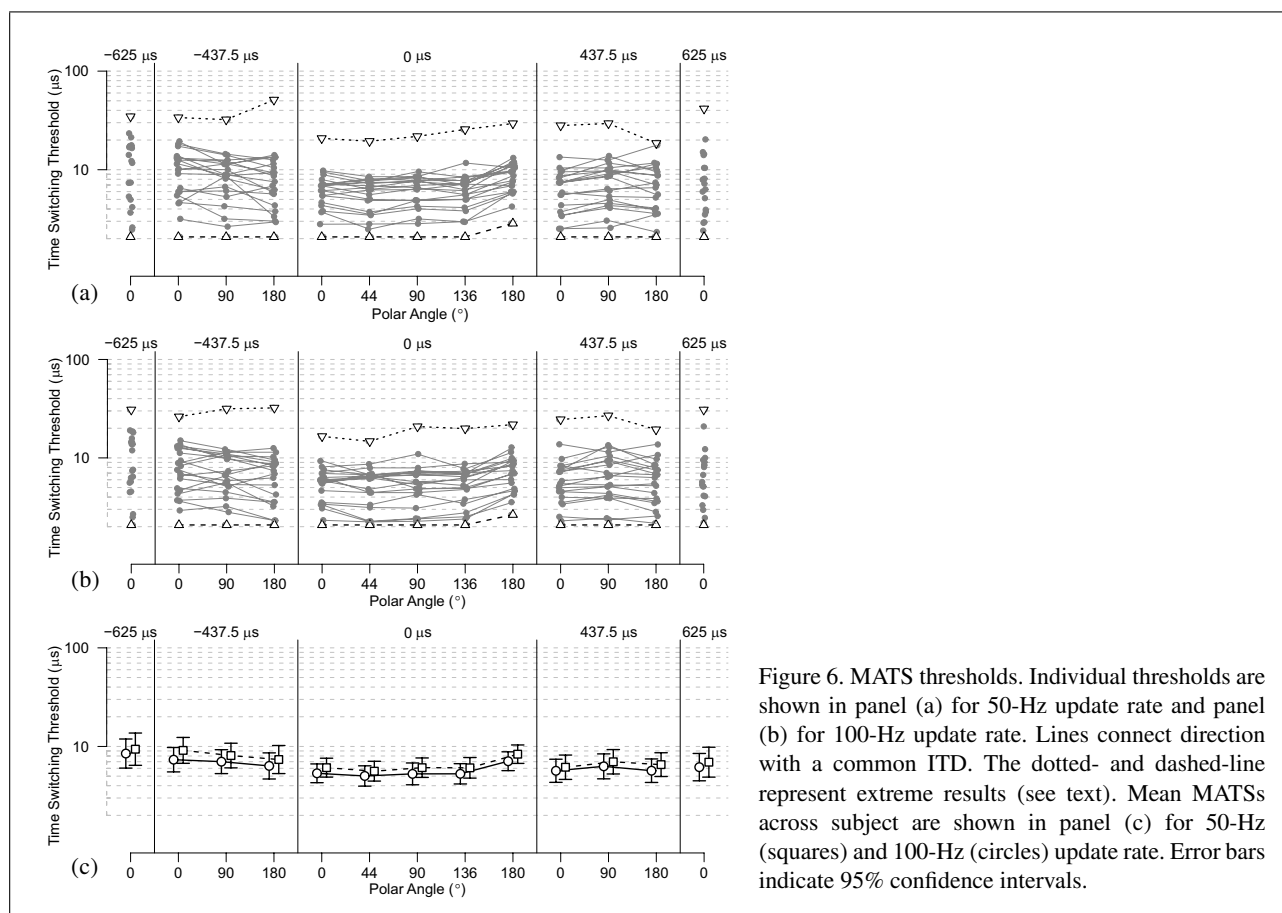 −625 μs −437.5 μs 0 μs 437.5 μs 625 μs
100
10
Time Switching Threshold (μs)
(a)
0 0 90 180 0 44 90 136 180 0 90 180 0
Polar Angle (°)
−625 μs −437.5 μs 0 μs 437.5 μs 625 μs
100
10
Time Switching Threshold (μs)
(b)
0 0 90 180 0 44 90 136 180 0 90 180 0
Polar Angle (°)
−625 μs −437.5 μs 0 μs 437.5 μs 625 μs
100
10
Time Switching Threshold (μs)
(c)
0 0 90 180 0 44 90 136 180 0 90 180 0
Polar Angle (°)
Figure 6. MATS thresholds. Individual thresholds are
shown in panel (a) for 50-Hz update rate and panel
(b) for 100-Hz update rate. Lines connect direction
with a common ITD. The dotted- and dashed-line
represent extreme results (see text). Mean MATSs
across subject are shown in panel (c) for 50-Hz
(squares) and 100-Hz (circles) update rate. Error bars
indicate 95% confidence intervals.